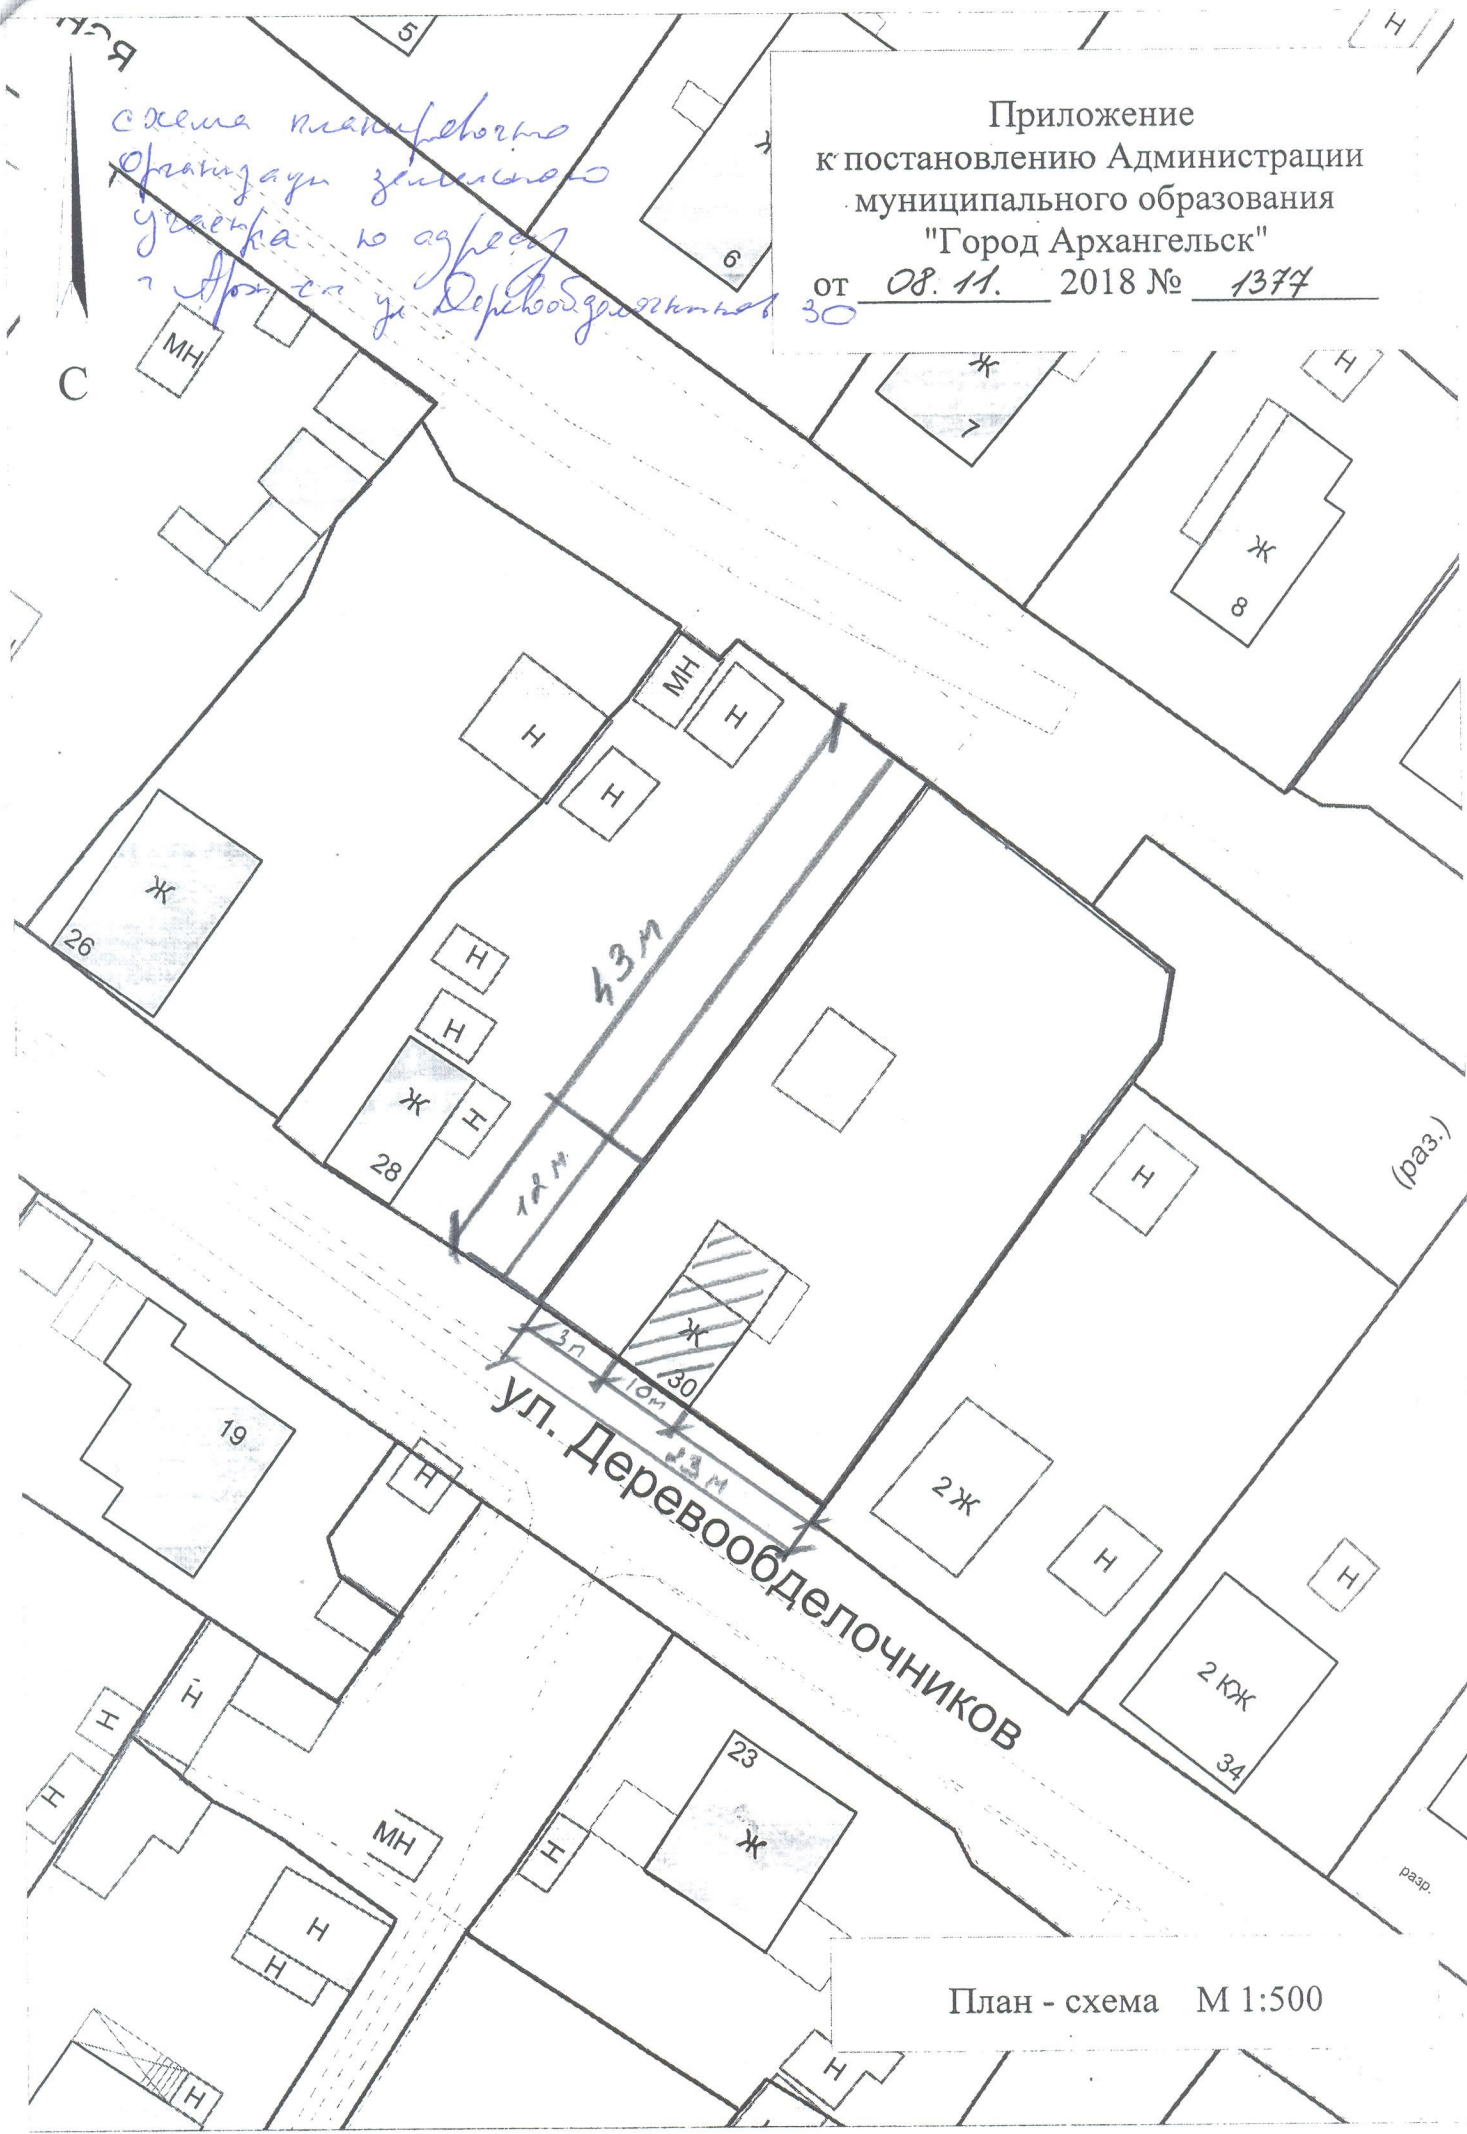 Приложение
к постановлению Администрации
муниципального образования
"Город Архангельск"
от 08.11. 2018 № 1377
схема планировочно
организаци земельного
участка по адресу
г Арх-ск ул Деревообделочников 30
С
5
6
Ж
7
Н
Н
Ж
8
МН
МН
Н
Н
Н
Ж
26
Н
Н
Ж
Н
28
43 м
12 м
(раз.)
Н
Ж
30
3 м
10 м
23 м
ул. Деревообделочников
19
Н
2 Ж
Н
Н
2 КЖ
34
Н
Н
Н
МН
Н
23
Ж
разр.
Н
Н
Н
Н
План - схема М 1:500